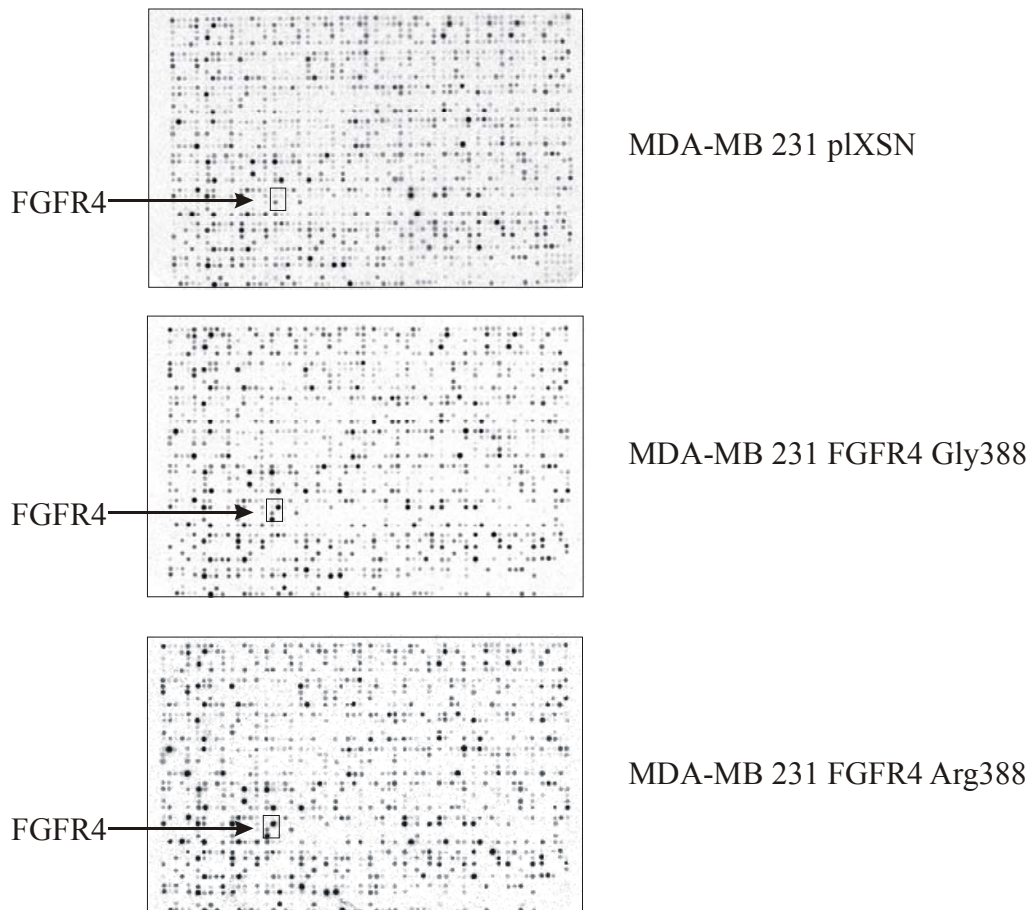 MDA-MB 231 plXSN
FGFR4
MDA-MB 231 FGFR4 Gly388
FGFR4
MDA-MB 231 FGFR4 Arg388
FGFR4